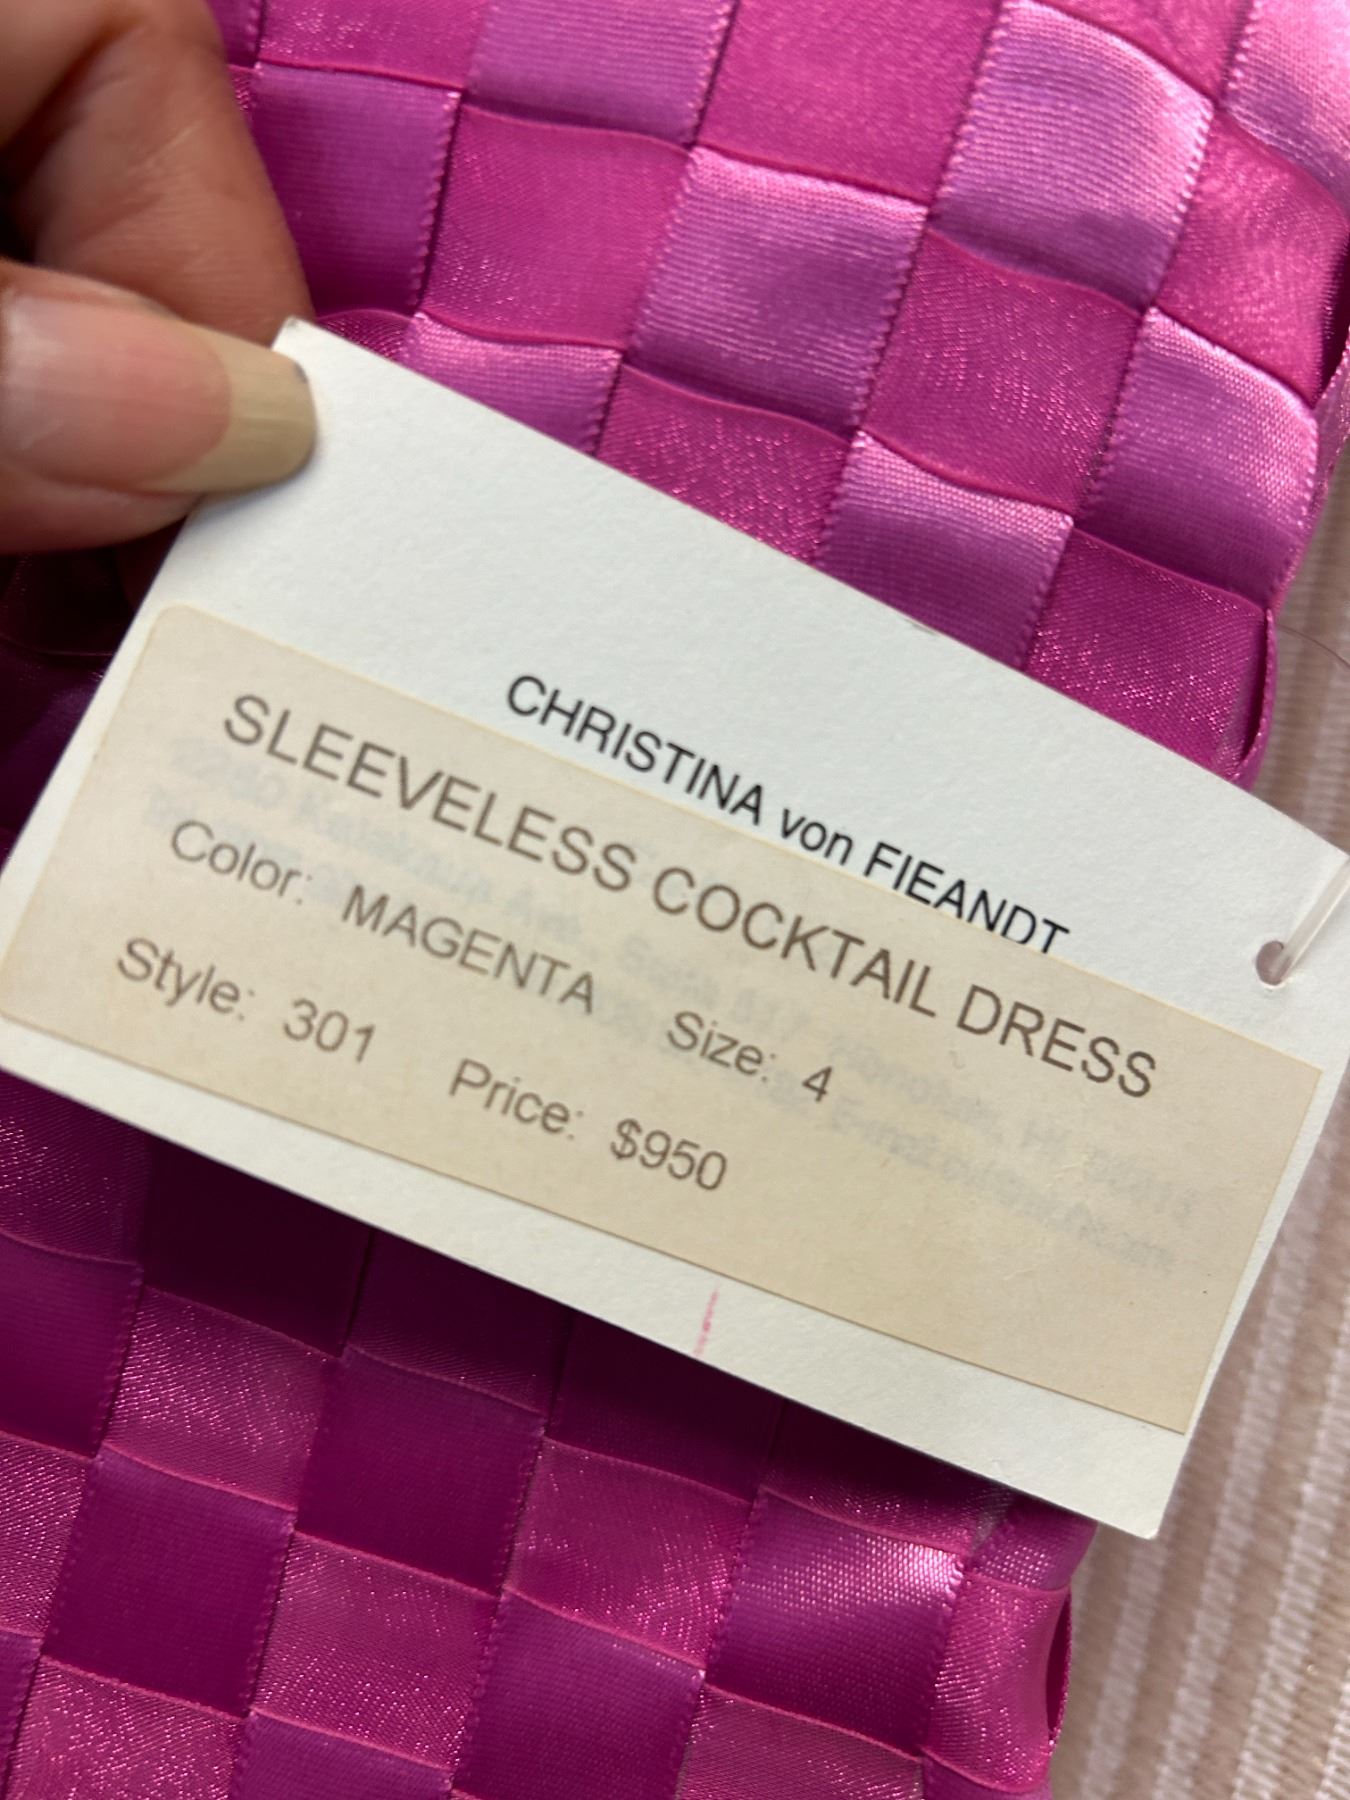 CHRISTINA von FIEANDT
SLEEVELESS COCKTAIL DRESS
Color: MAGENTA Size: 4
Style: 301 Price: $950